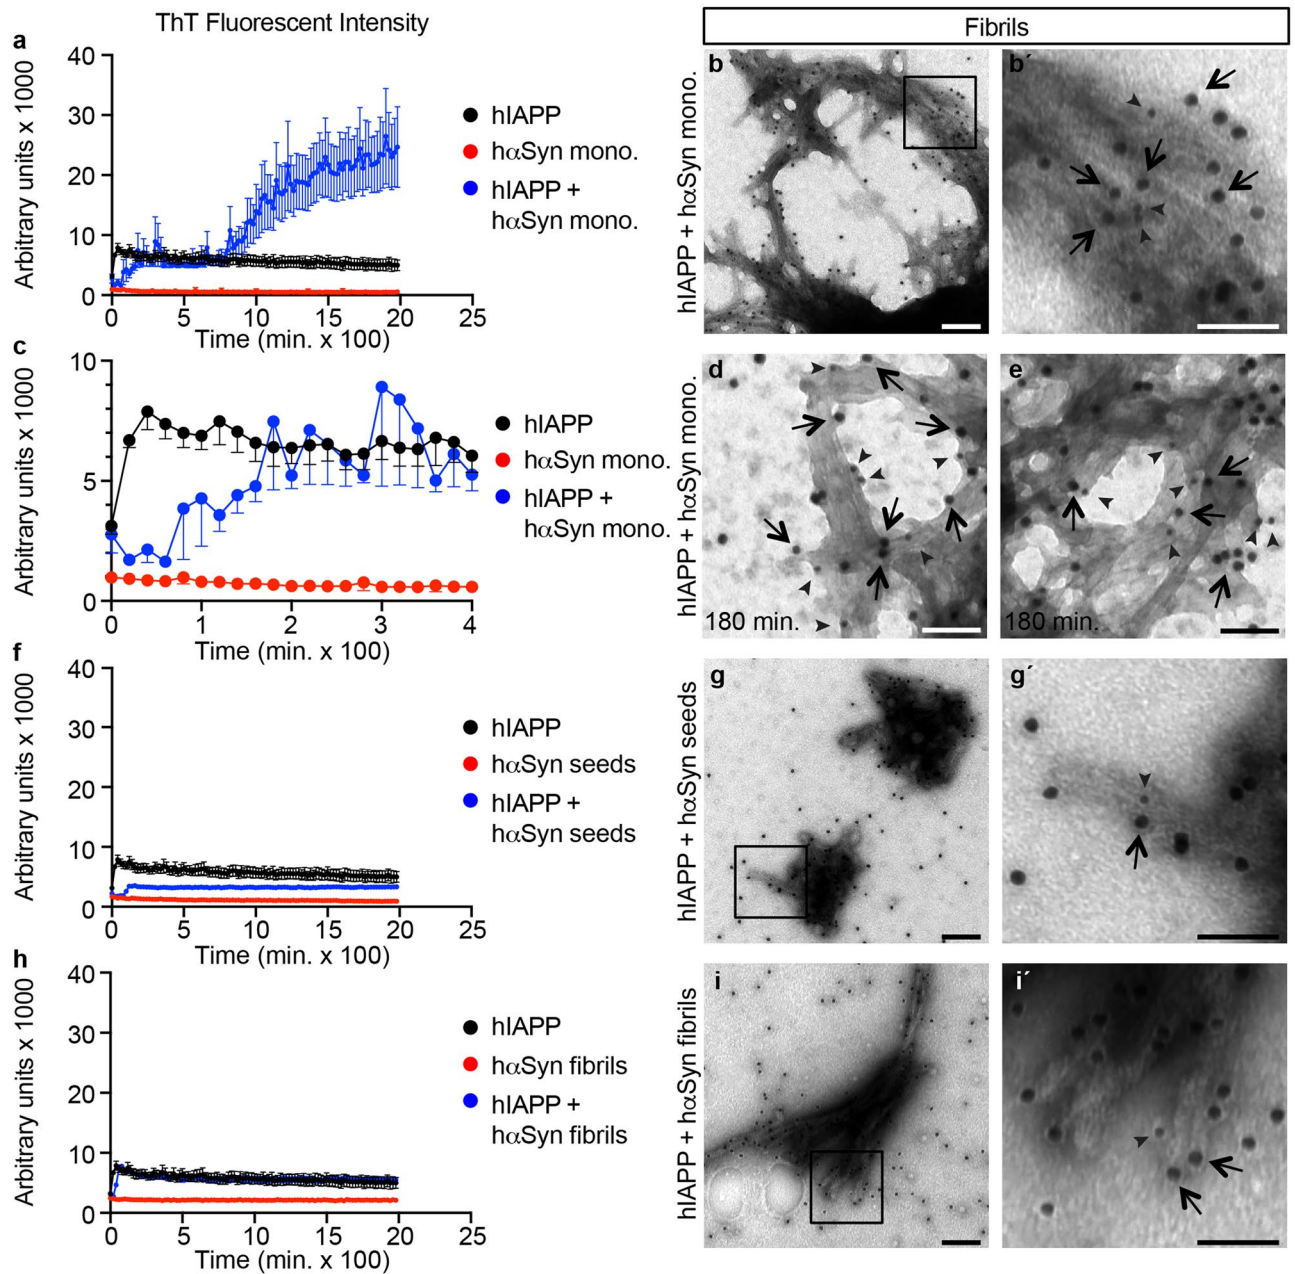 ThT Fluorescent Intensity
Fibrils
a
Arbitrary units x 1000
40
30
20
10
0
0 5 10 15 20 25
Time (min. x 100)
hIAPP
hαSyn mono.
hIAPP +
hαSyn mono.
hIAPP + hαSyn mono.
b
b´
c
Arbitrary units x 1000
10
5
0
0 1 2 3 4
Time (min. x 100)
hIAPP
hαSyn mono.
hIAPP +
hαSyn mono.
hIAPP + hαSyn mono.
d
180 min.
e
180 min.
f
Arbitrary units x 1000
40
30
20
10
0
0 5 10 15 20 25
Time (min. x 100)
hIAPP
hαSyn seeds
hIAPP +
hαSyn seeds
hIAPP + hαSyn seeds
g
g´
h
Arbitrary units x 1000
40
30
20
10
0
0 5 10 15 20 25
Time (min. x 100)
hIAPP
hαSyn fibrils
hIAPP +
hαSyn fibrils
hIAPP + hαSyn fibrils
i
i´